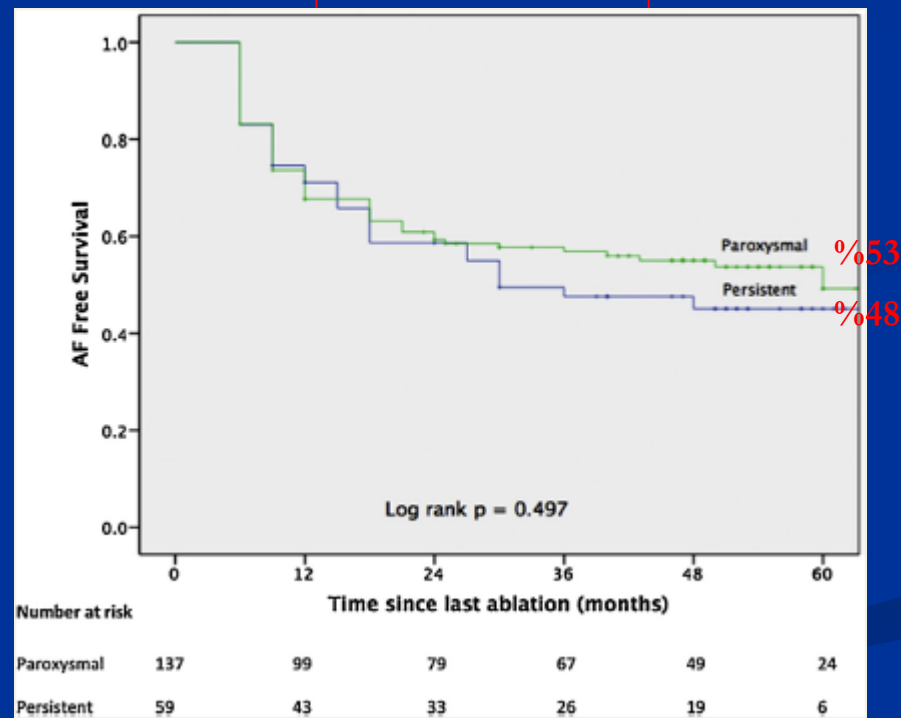 1.0
0.8
Paroxysmal %53
0.6
Persistent %48
0.4
0.2
Log rank p = 0.497
0.0
AF Free Survival
0 12 24 36 48 60
Time since last ablation (months)
Number at risk
Paroxysmal 137 99 79 67 49 24
Persistent 59 43 33 26 19 6